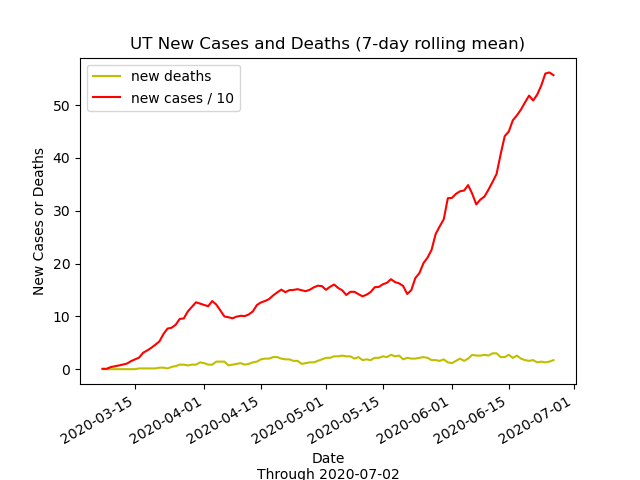 UT New Cases and Deaths (7-day rolling mean)
new deaths
new cases / 10
New Cases or Deaths
50
40
30
20
10
0
2020-03-15
2020-04-01
2020-04-15
2020-05-01
2020-05-15
2020-06-01
2020-06-15
2020-07-01
Date
Through 2020-07-02